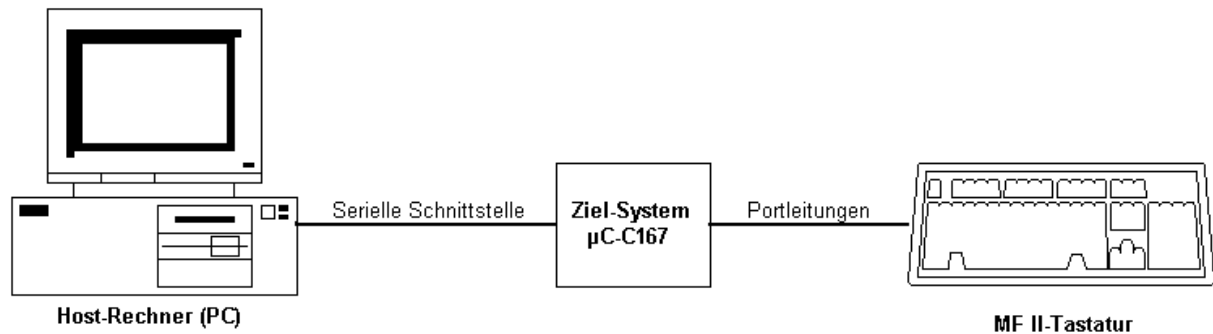 Serielle Schnittstelle
Ziel-System
µC-C167
Portleitungen
Host-Rechner (PC)
MF II-Tastatur